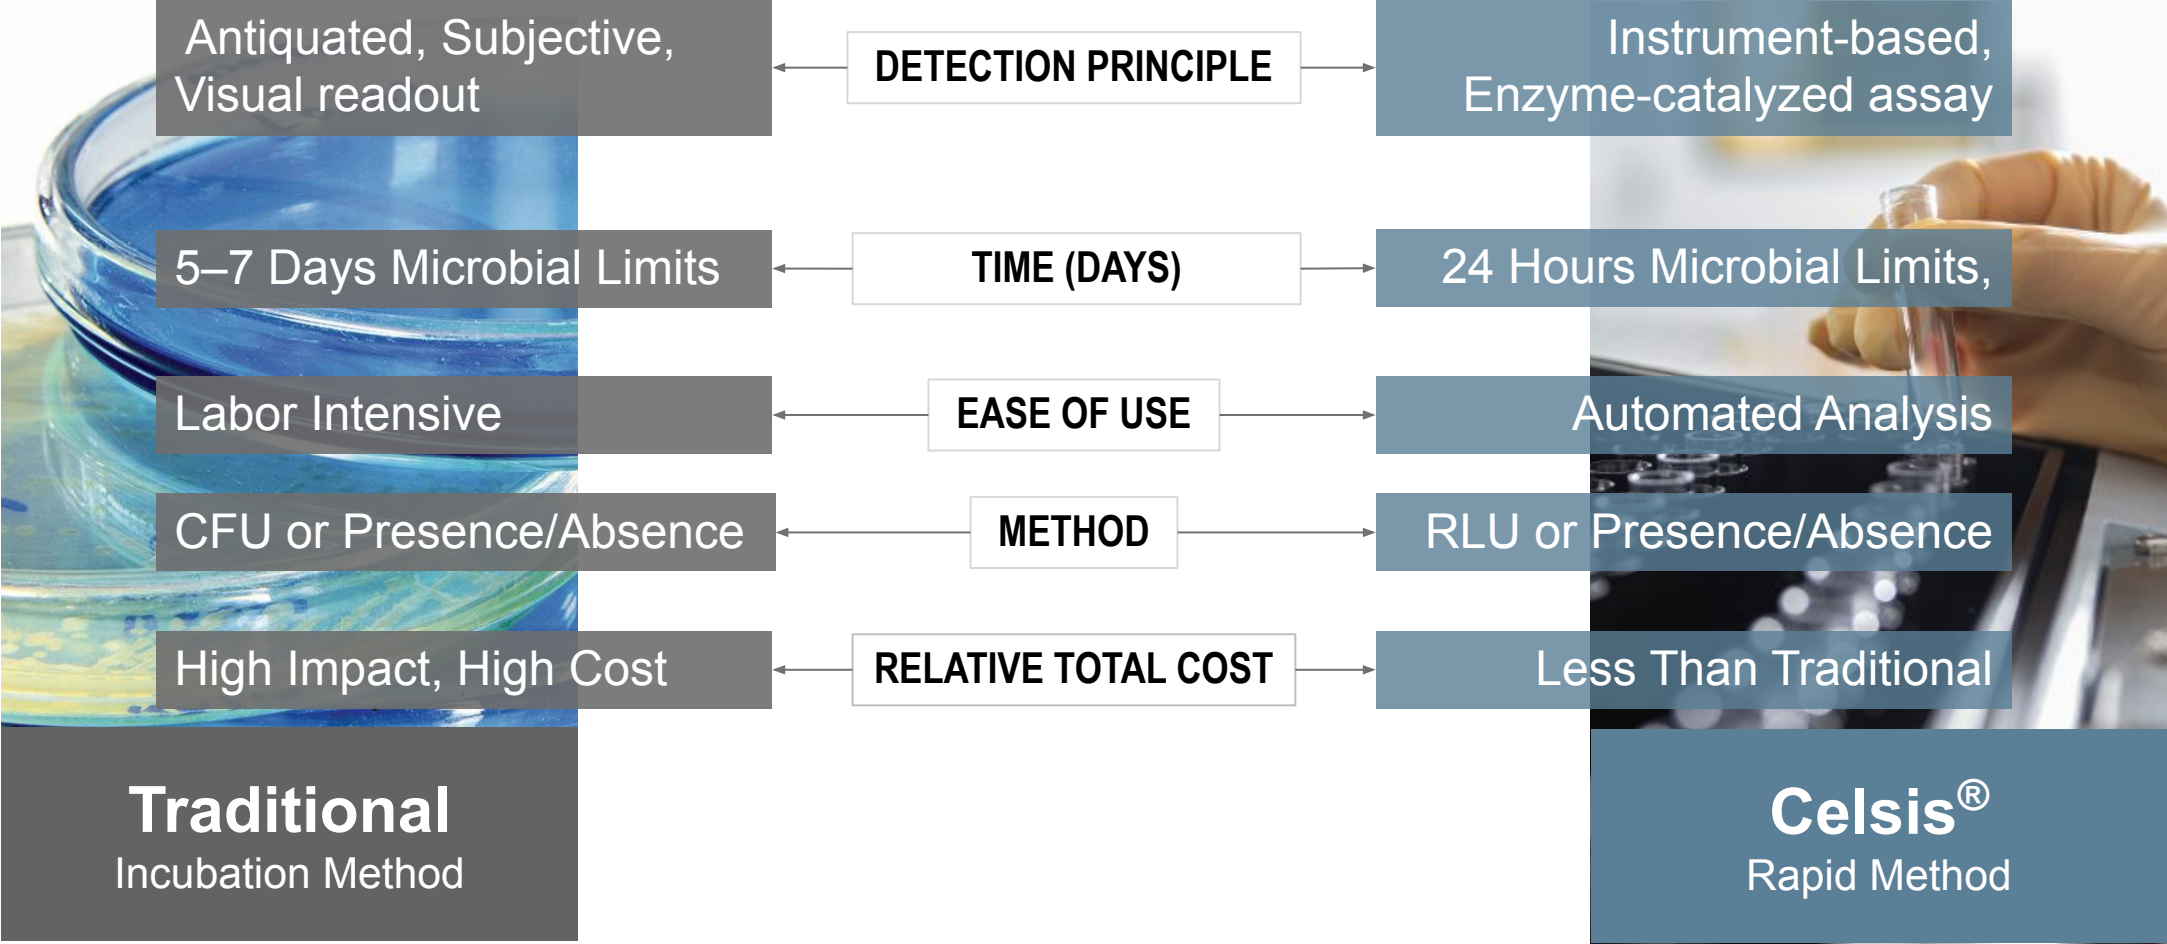 Antiquated, Subjective,
Visual readout
DETECTION PRINCIPLE
Instrument-based,
Enzyme-catalyzed assay
5–7 Days Microbial Limits
TIME (DAYS)
24 Hours Microbial Limits,
Labor Intensive
EASE OF USE
Automated Analysis
CFU or Presence/Absence
METHOD
RLU or Presence/Absence
High Impact, High Cost
RELATIVE TOTAL COST
Less Than Traditional
Traditional
Incubation Method
Celsis®
Rapid Method